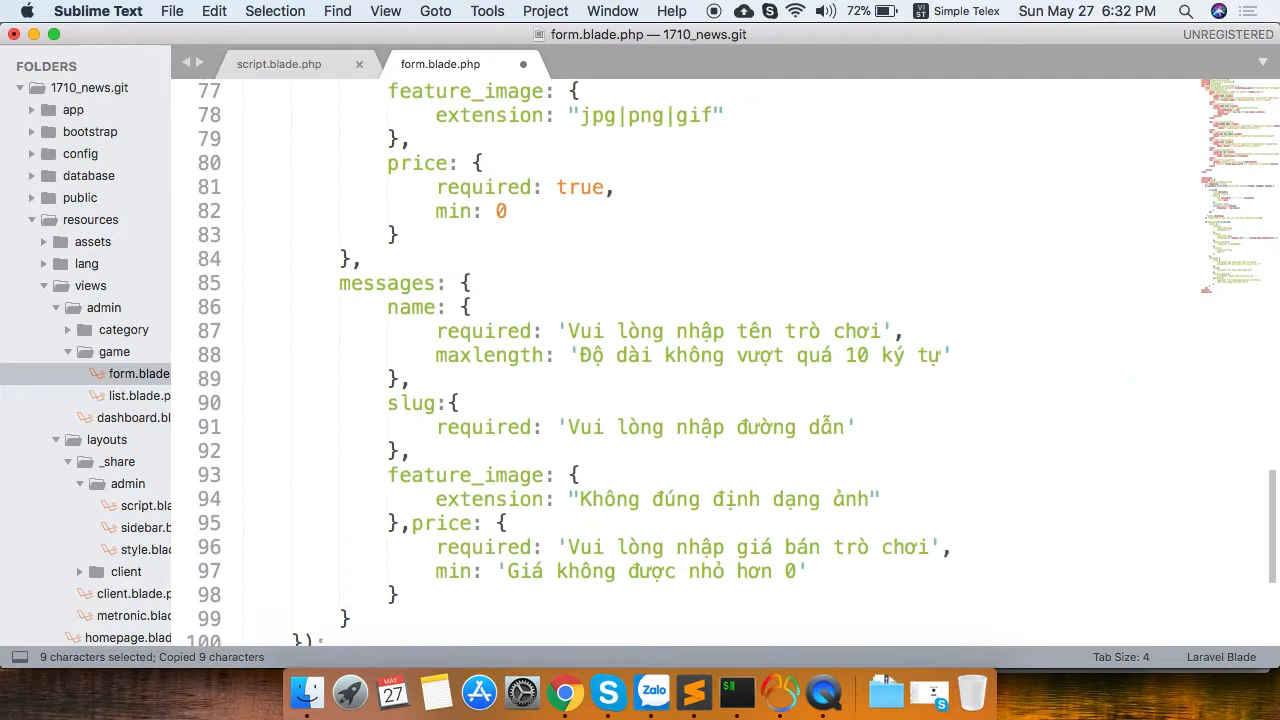 Sublime Text File Edit Selection Find View Goto Tools Project Window Help 72% VI ST Simple Telex Sun May 27 6:32 PM
form.blade.php — 1710_news.git UNREGISTERED
FOLDERS
1710_news.git
app
bootstrap
config
database
public
resources
assets
lang
views
admin
category
game
form.blade
list.blade.p
dashboard.bl
layouts
_share
admin
script.bla
sidebar.b
style.blac
client
client.blade.p
metronic.blad
homepage.blad
script.blade.php × form.blade.php
77 feature_image: {
78 extension: "jpg|png|gif"
79 },
80 price: {
81 required: true,
82 min: 0
83 }
84 },
85 messages: {
86 name: {
87 required: 'Vui lòng nhập tên trò chơi',
88 maxlength: 'Độ dài không vượt quá 10 ký tự'
89 },
90 slug:{
91 required: 'Vui lòng nhập đường dẫn'
92 },
93 feature_image: {
94 extension: "Không đúng định dạng ảnh"
95 },price: {
96 required: 'Vui lòng nhập giá bán trò chơi',
97 min: 'Giá không được nhỏ hơn 0'
98 }
99 }
100 });
9 characters selected; Copied 9 characters Tab Size: 4 Laravel Blade
MAY
27
Zalo